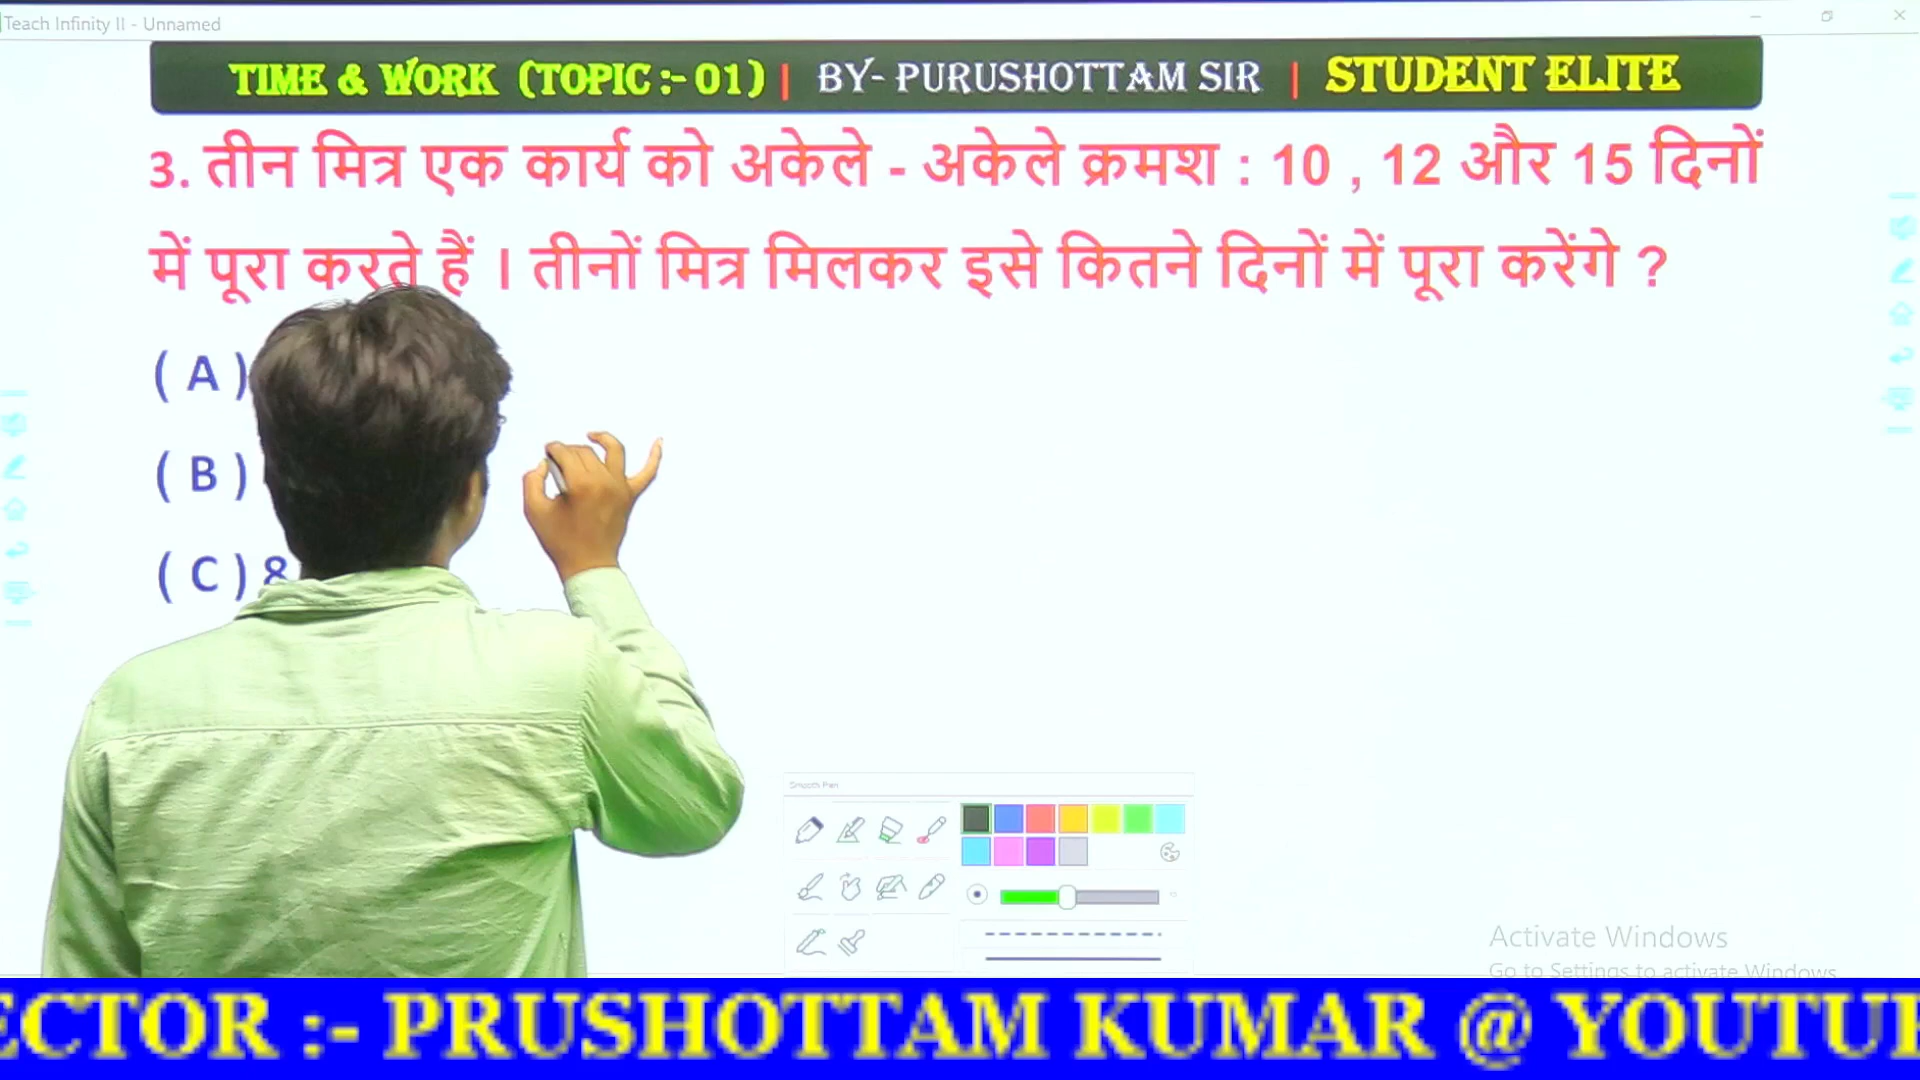 Teach Infinity II - Unnamed
TIME & WORK (TOPIC :- 01) | BY- PURUSHOTTAM SIR | STUDENT ELITE
3. तीन मित्र एक कार्य को अकेले - अकेले क्रमश : 10 , 12 और 15 दिनों
में पूरा करते हैं । तीनों मित्र मिलकर इसे कितने दिनों में पूरा करेंगे ?
( A )
( B )
( C ) 8
Smooth Pen
Activate Windows
Go to Settings to activate Windows
ECTOR :- PRUSHOTTAM KUMAR @ YOUTU